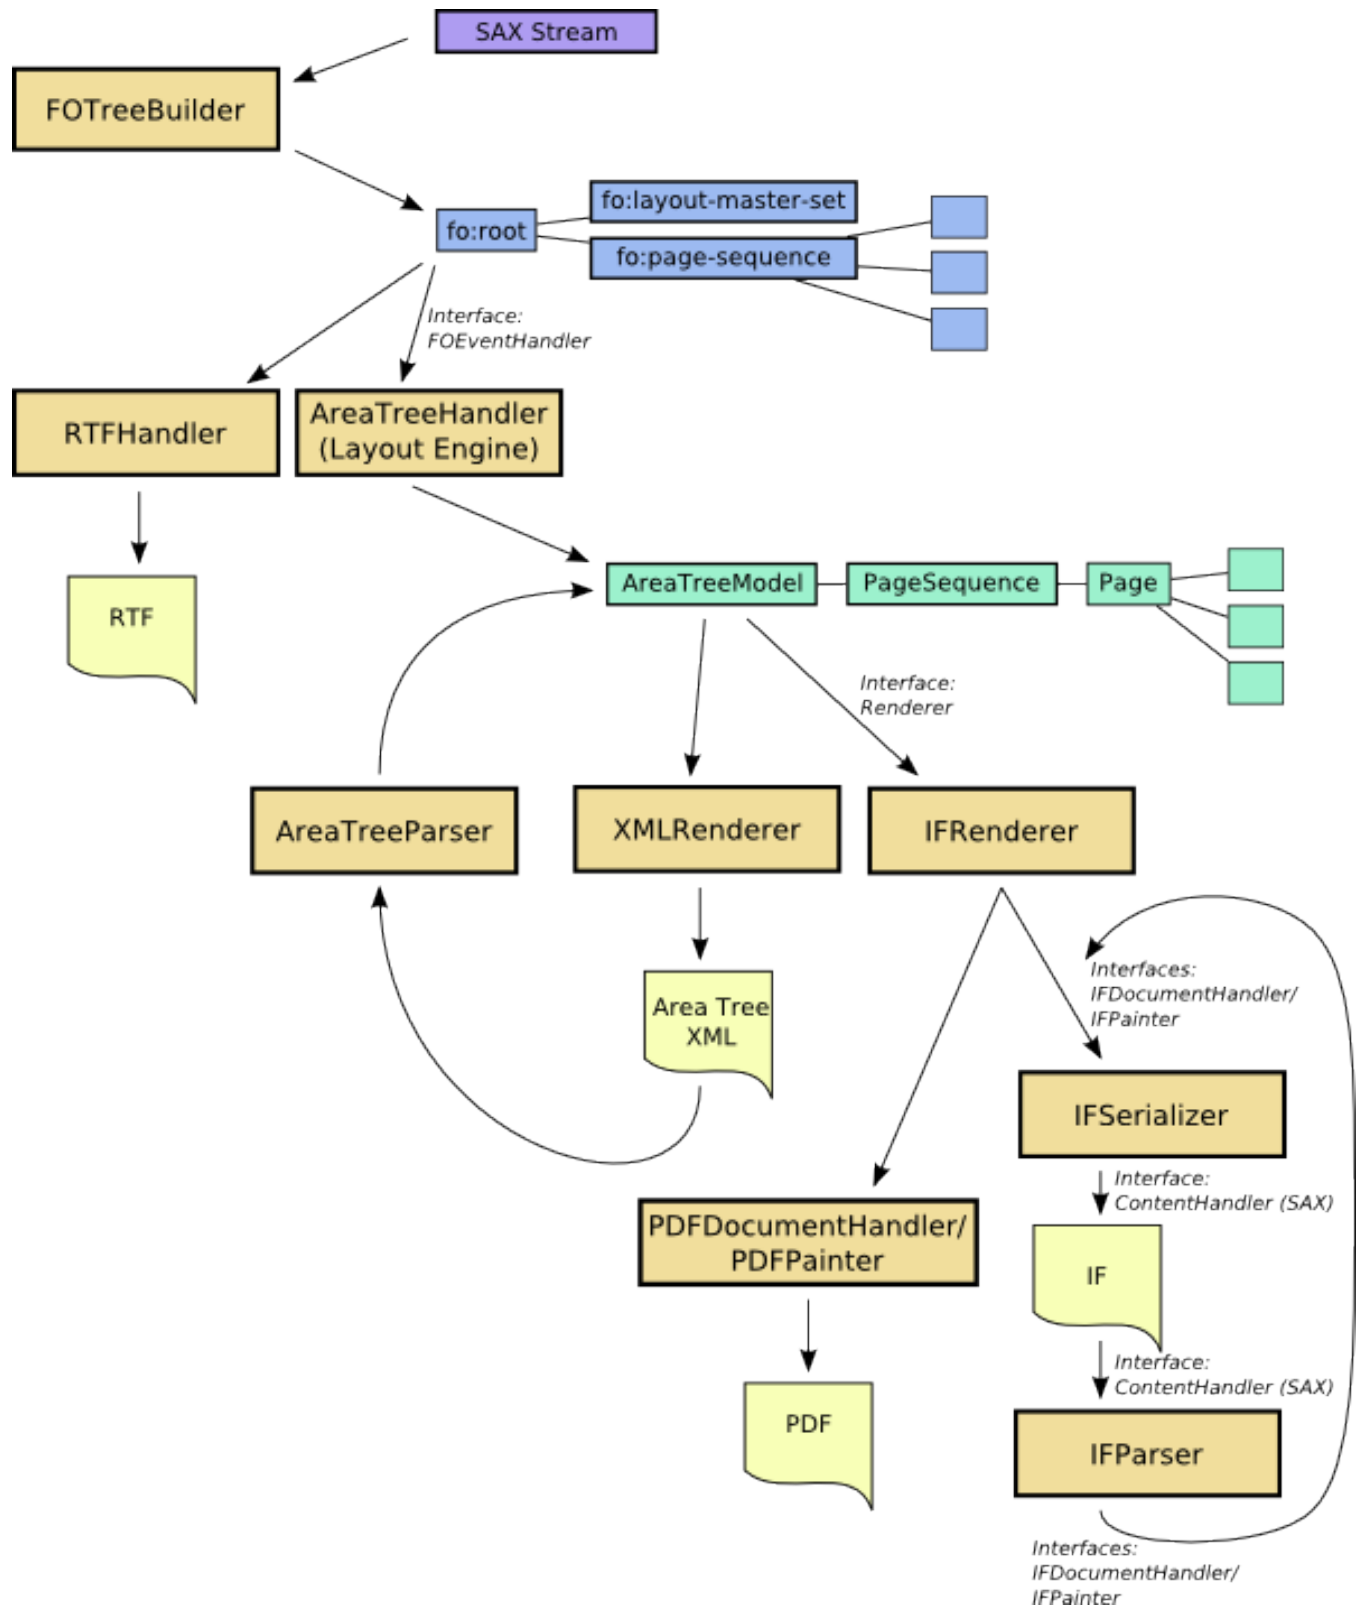 SAX Stream
FOTreeBuilder
fo:layout-master-set
fo:root
fo:page-sequence
Interface:
FOEventHandler
RTFHandler
AreaTreeHandler
(Layout Engine)
RTF
AreaTreeModel
PageSequence
Page
Interface:
Renderer
AreaTreeParser
XMLRenderer
IFRenderer
Interfaces:
IFDocumentHandler/
IFPainter
Area Tree
XML
IFSerializer
Interface:
ContentHandler (SAX)
PDFDocumentHandler/
PDFPainter
IF
Interface:
ContentHandler (SAX)
PDF
IFParser
Interfaces:
IFDocumentHandler/
IFPainter